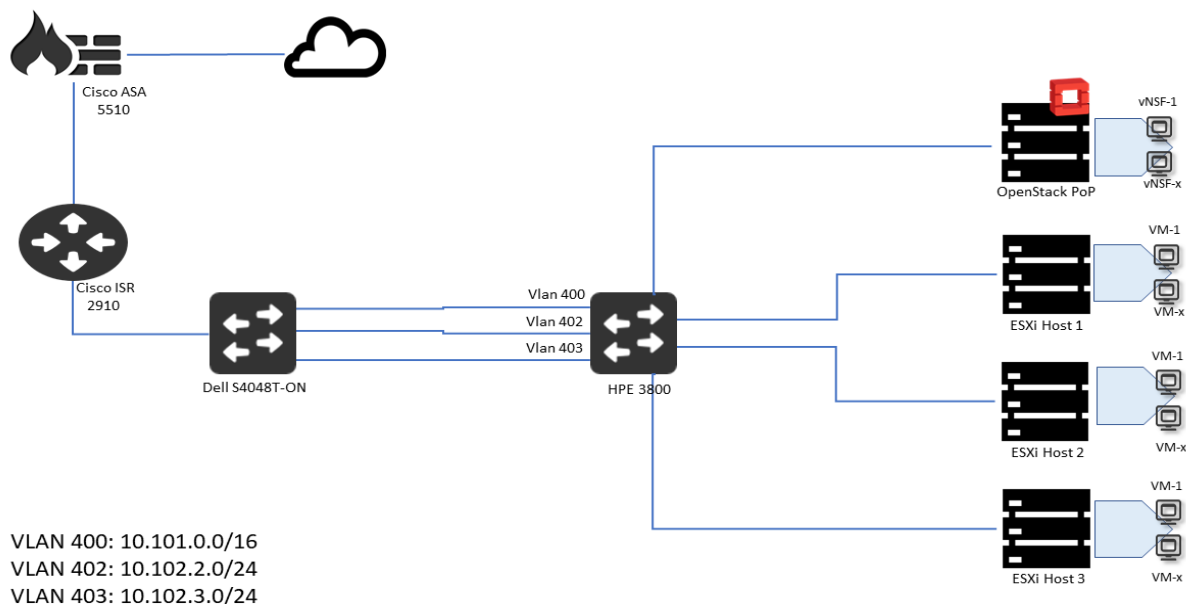 Cisco ASA
5510
Cisco ISR
2910
Dell S4048T-ON
Vlan 400
Vlan 402
Vlan 403
HPE 3800
vNSF-1
vNSF-x
OpenStack PoP
VM-1
VM-x
ESXi Host 1
VM-1
VM-x
ESXi Host 2
VM-1
VM-x
ESXi Host 3
VLAN 400: 10.101.0.0/16
VLAN 402: 10.102.2.0/24
VLAN 403: 10.102.3.0/24